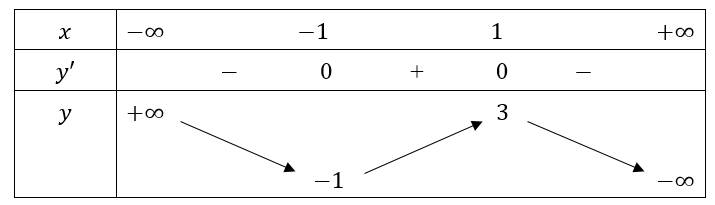 x −∞ −1 1 +∞
y′ − 0 + 0 −
y +∞ 3
−1 −∞